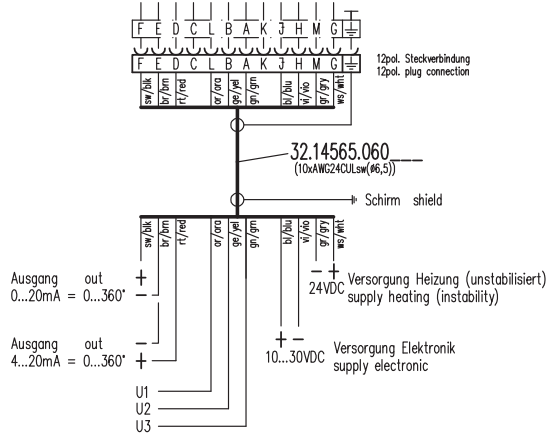 F E D C L B A K J H M G
F E D C L B A K J H M G
12pol. Steckverbindung
12pol. plug connection
sw/blk br/brn rt/red or/ora ge/yel gn/grn bl/blu vi/vio gr/gry ws/wht
32.14565.060___
(10xAWG24CULsw(ø6,5))
Schirm shield
sw/blk br/brn rt/red or/ora ge/yel gn/grn bl/blu vi/vio gr/gry ws/wht
Ausgang out +
0...20mA = 0...360° −
− +
24VDC
Versorgung Heizung (unstabilisiert)
supply heating (instability)
Ausgang out −
4...20mA = 0...360° +
+ −
10...30VDC
Versorgung Elektronik
supply electronic
U1
U2
U3